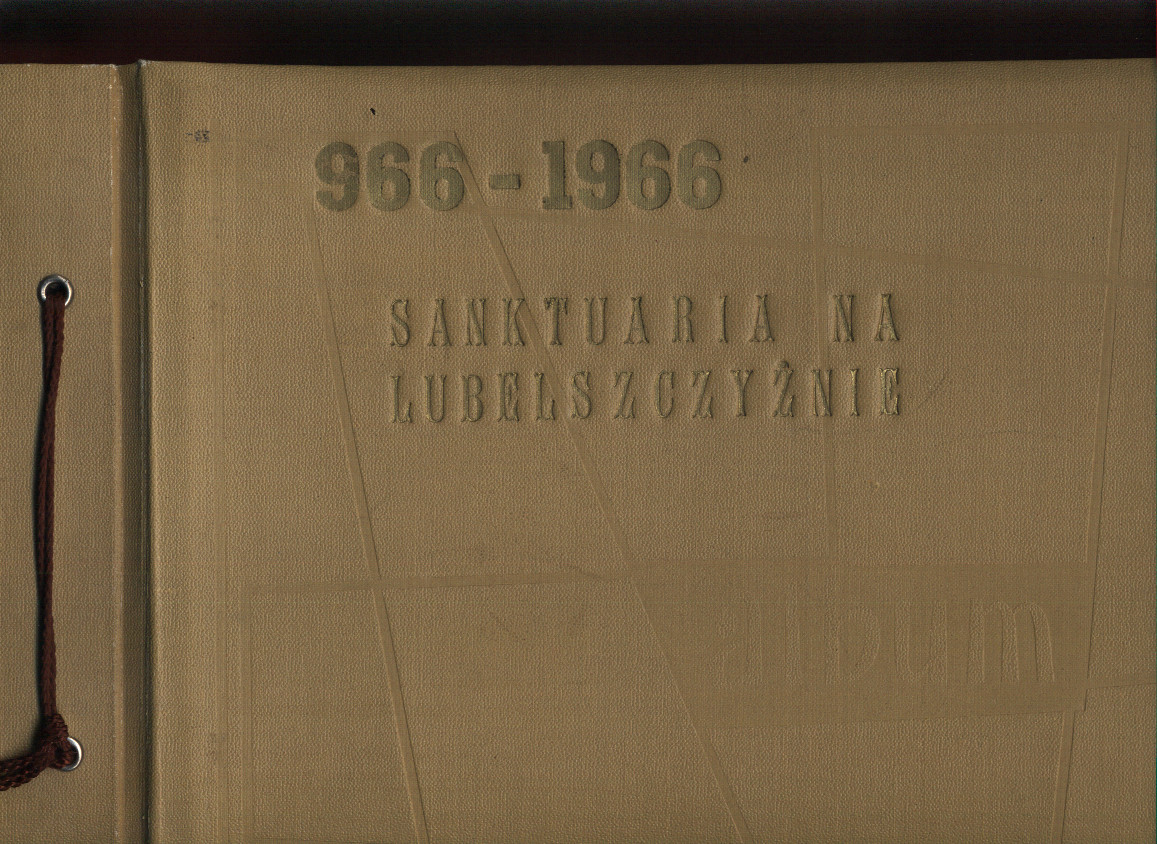 966-1966
SANKTUARIA NA
LUBELSZCZYŹNIE
album